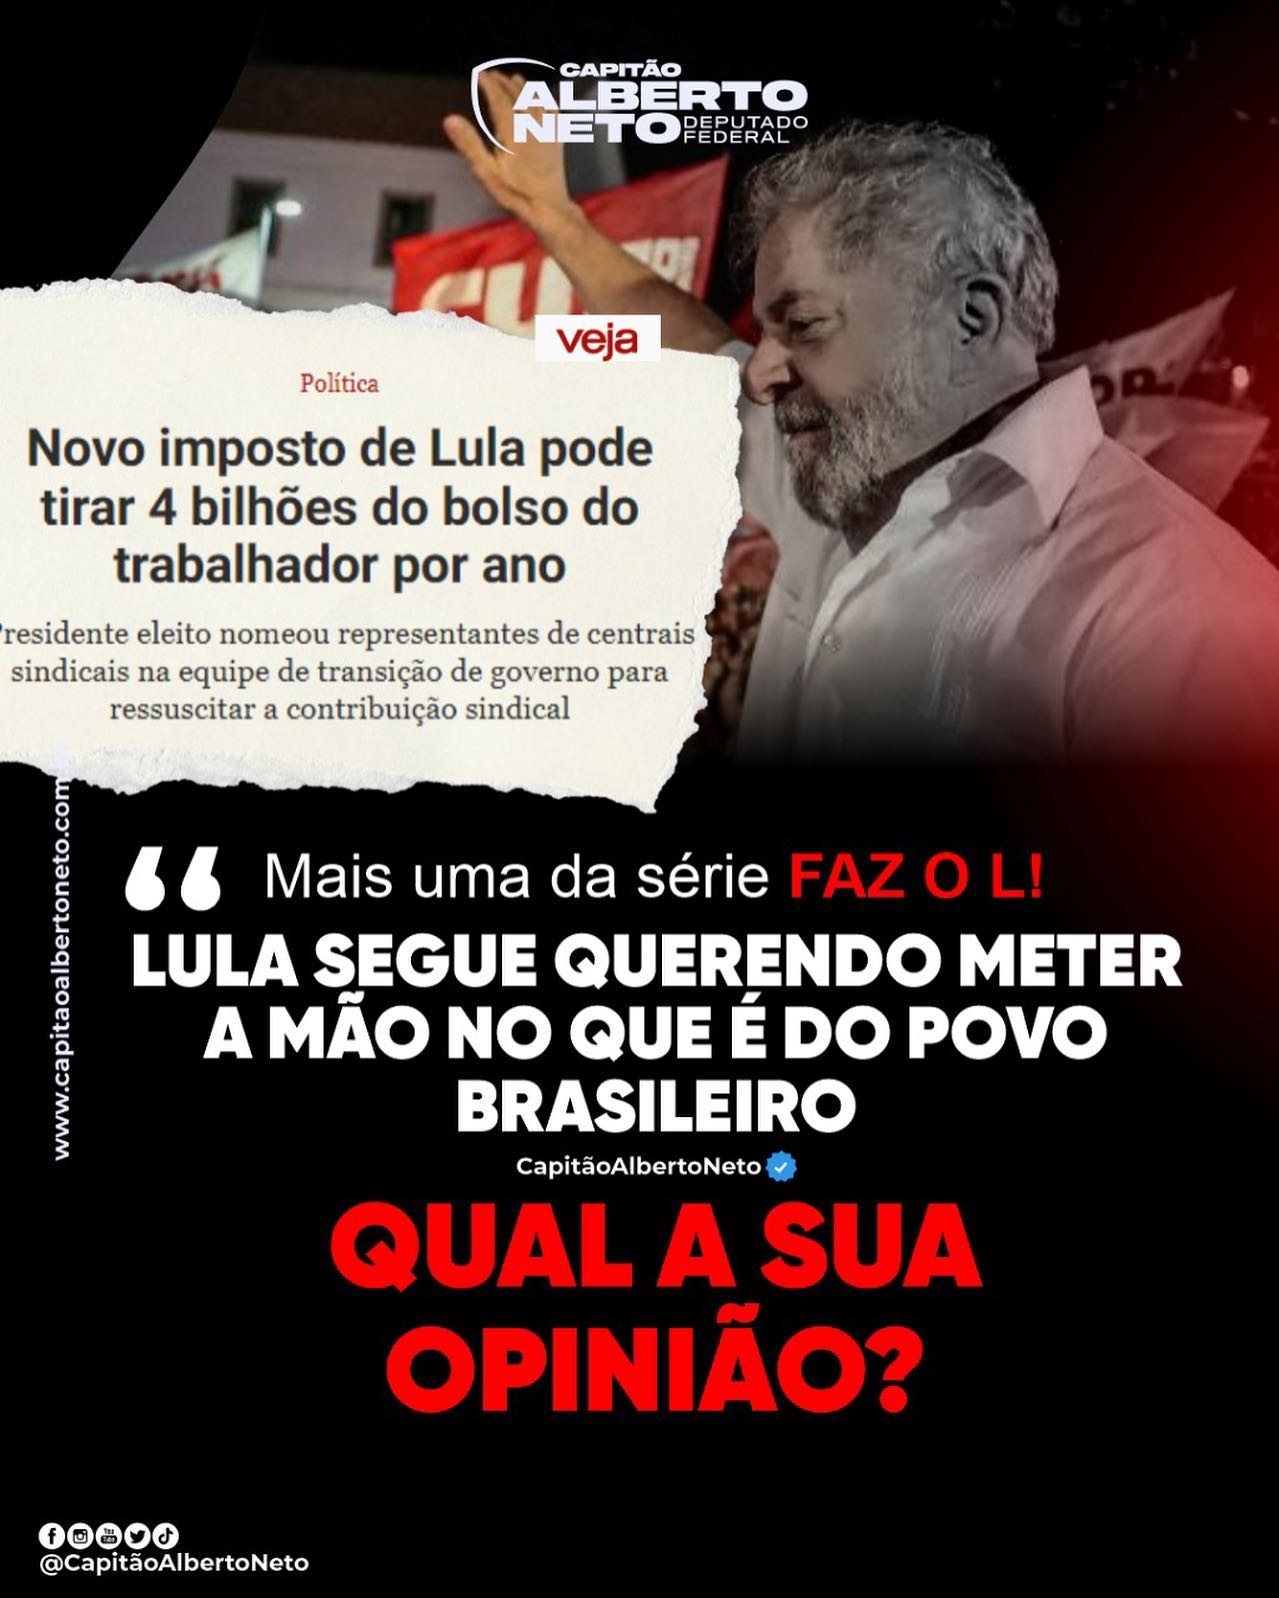 CAPITÃO
ALBERTO
NETO DEPUTADO FEDERAL
veja
Política
Novo imposto de Lula pode
tirar 4 bilhões do bolso do
trabalhador por ano
Presidente eleito nomeou representantes de centrais
sindicais na equipe de transição de governo para
ressuscitar a contribuição sindical
www.capitaoalbertoneto.com.br
“ Mais uma da série FAZ O L!
LULA SEGUE QUERENDO METER
A MÃO NO QUE É DO POVO
BRASILEIRO
CapitãoAlbertoNeto
QUAL A SUA
OPINIÃO?
@CapitãoAlbertoNeto